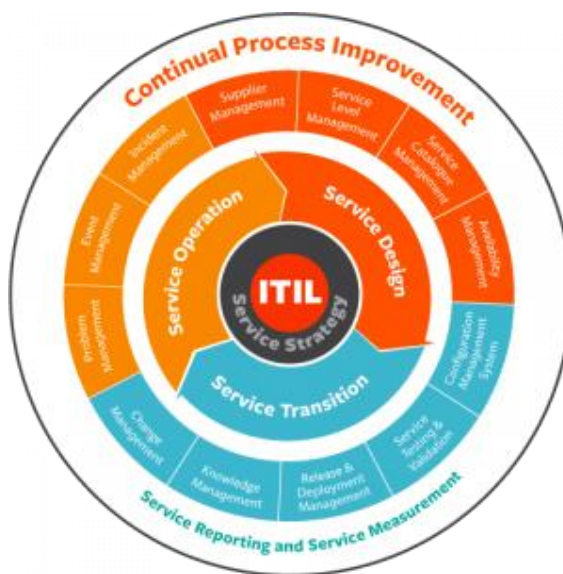 Continual Process Improvement
Supplier
Management
Service
Level
Management
Service
Catalogue
Management
Availability
Management
Configuration
Management
System
Service
Testing &
Validation
Release &
Deployment
Management
Knowledge
Management
Change
Management
Problem
Management
Event
Management
Incident
Management
Service Operation
Service Design
Service Transition
ITIL
Service Strategy
Service Reporting and Service Measurement